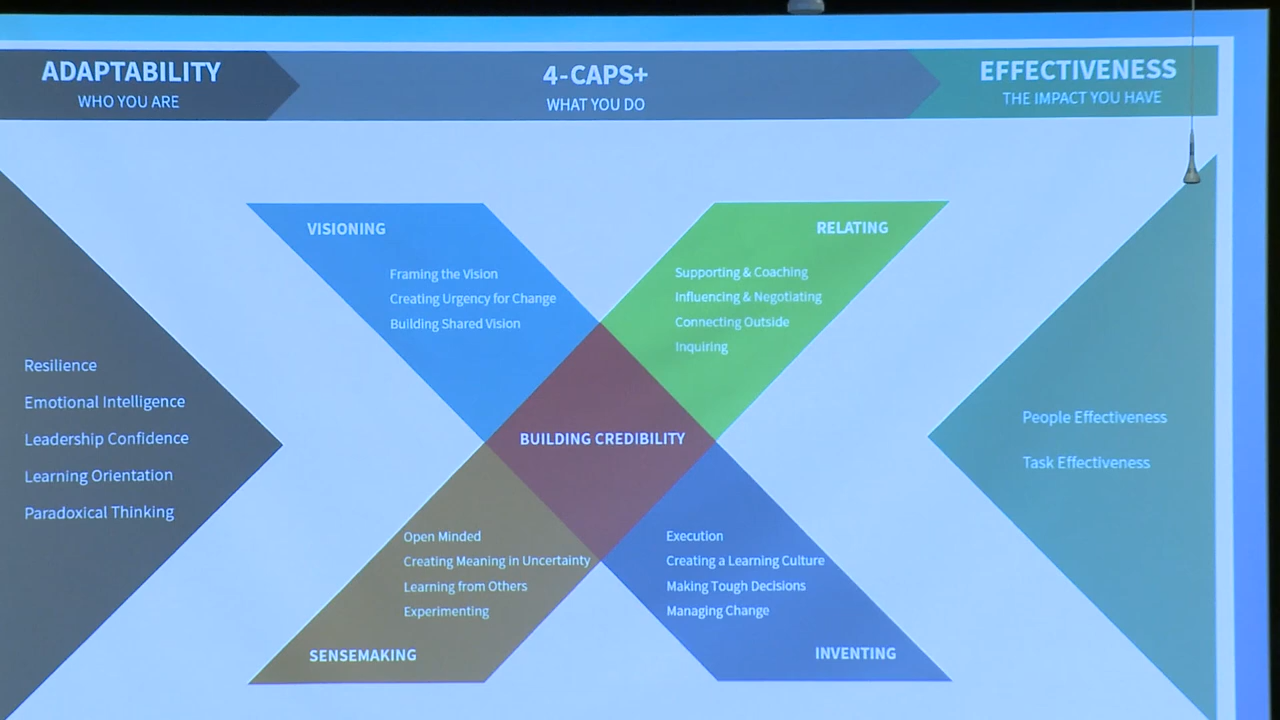 ADAPTABILITY
WHO YOU ARE
4-CAPS+
WHAT YOU DO
EFFECTIVENESS
THE IMPACT YOU HAVE
Resilience
Emotional Intelligence
Leadership Confidence
Learning Orientation
Paradoxical Thinking
VISIONING
Framing the Vision
Creating Urgency for Change
Building Shared Vision
RELATING
Supporting & Coaching
Influencing & Negotiating
Connecting Outside
Inquiring
BUILDING CREDIBILITY
Open Minded
Creating Meaning in Uncertainty
Learning from Others
Experimenting
SENSEMAKING
Execution
Creating a Learning Culture
Making Tough Decisions
Managing Change
INVENTING
People Effectiveness
Task Effectiveness